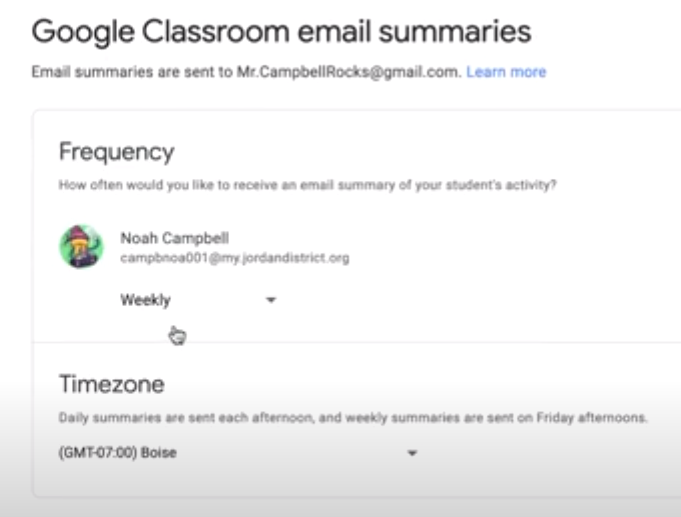 Google Classroom email summaries
Email summaries are sent to Mr.CampbellRocks@gmail.com. Learn more
Frequency
How often would you like to receive an email summary of your student's activity?
Noah Campbell
campbnoa001@my.jordandistrict.org
Weekly
Timezone
Daily summaries are sent each afternoon, and weekly summaries are sent on Friday afternoons.
(GMT-07:00) Boise